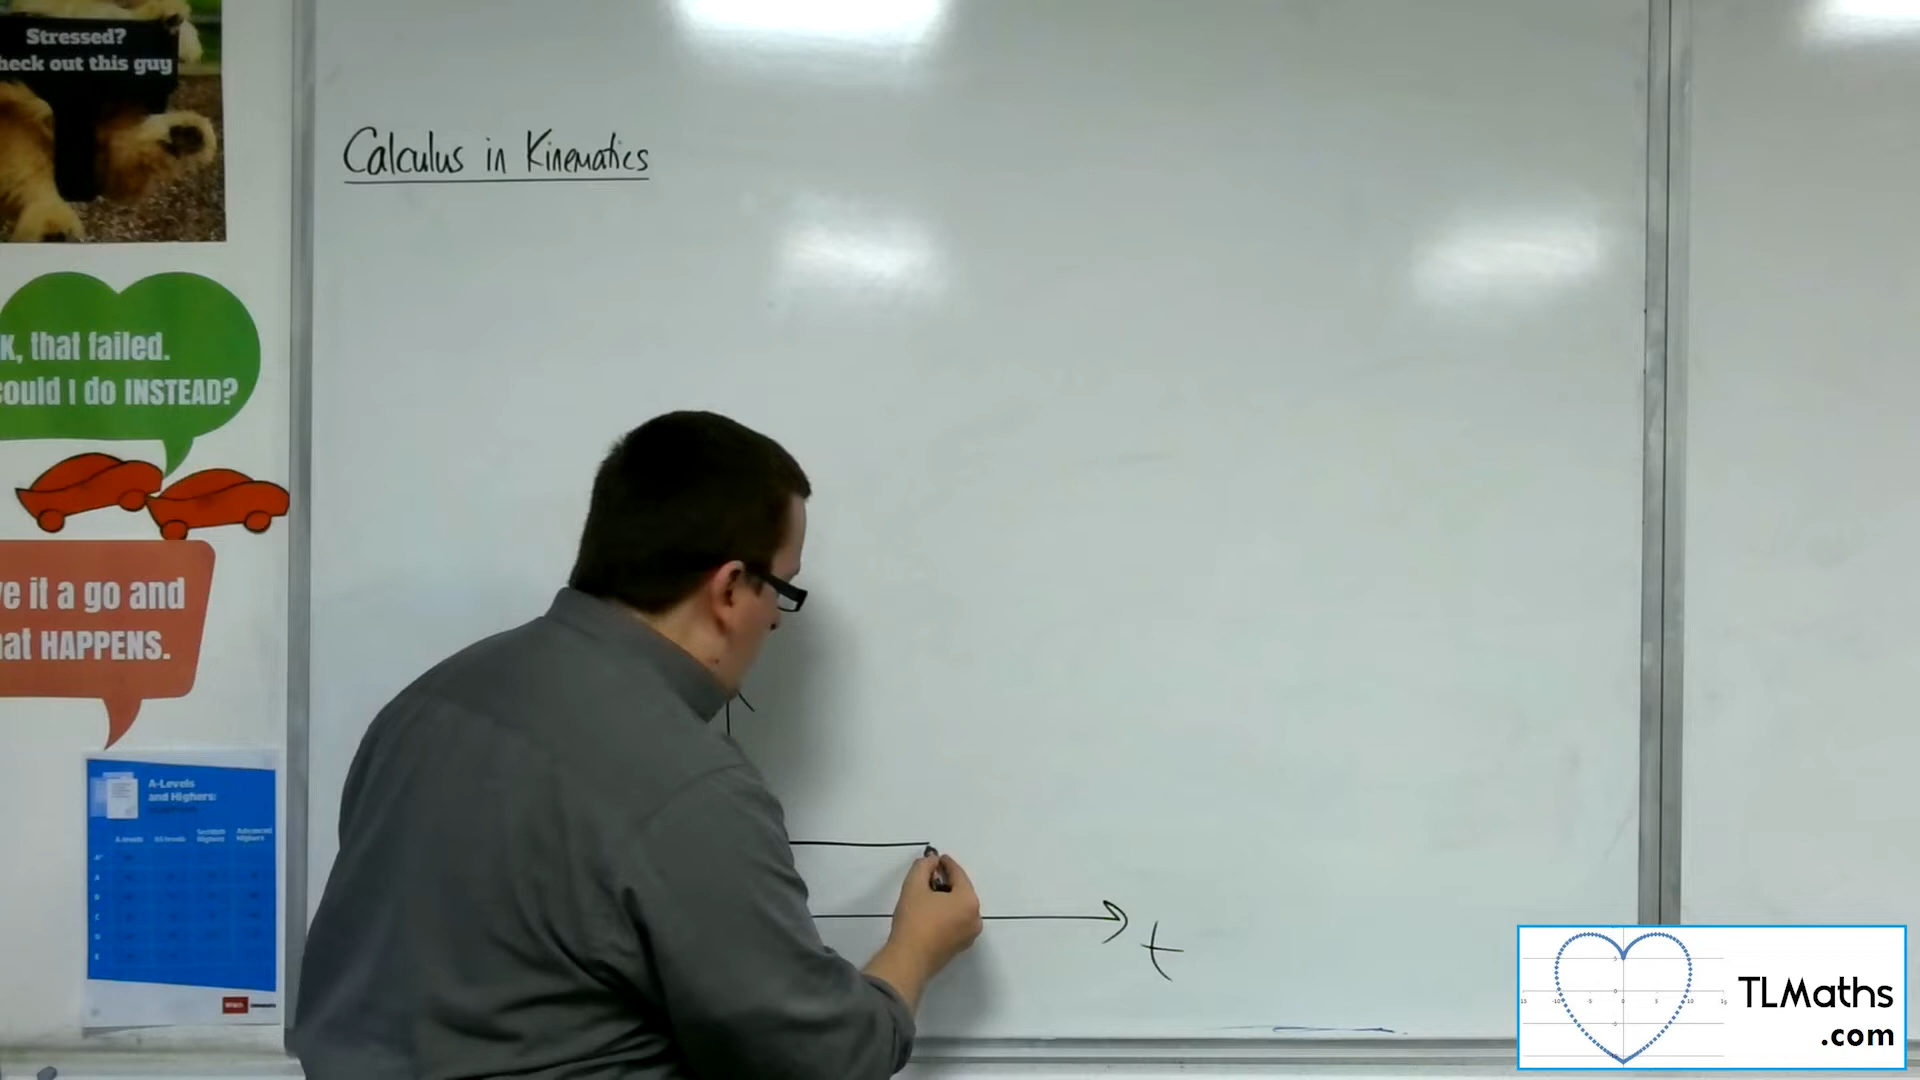 Stressed?
heck out this guy
Calculus in Kinematics
K, that failed.
could I do INSTEAD?
ve it a go and
at HAPPENS.
A-Levels
and Highers:
t
TLMaths
.com